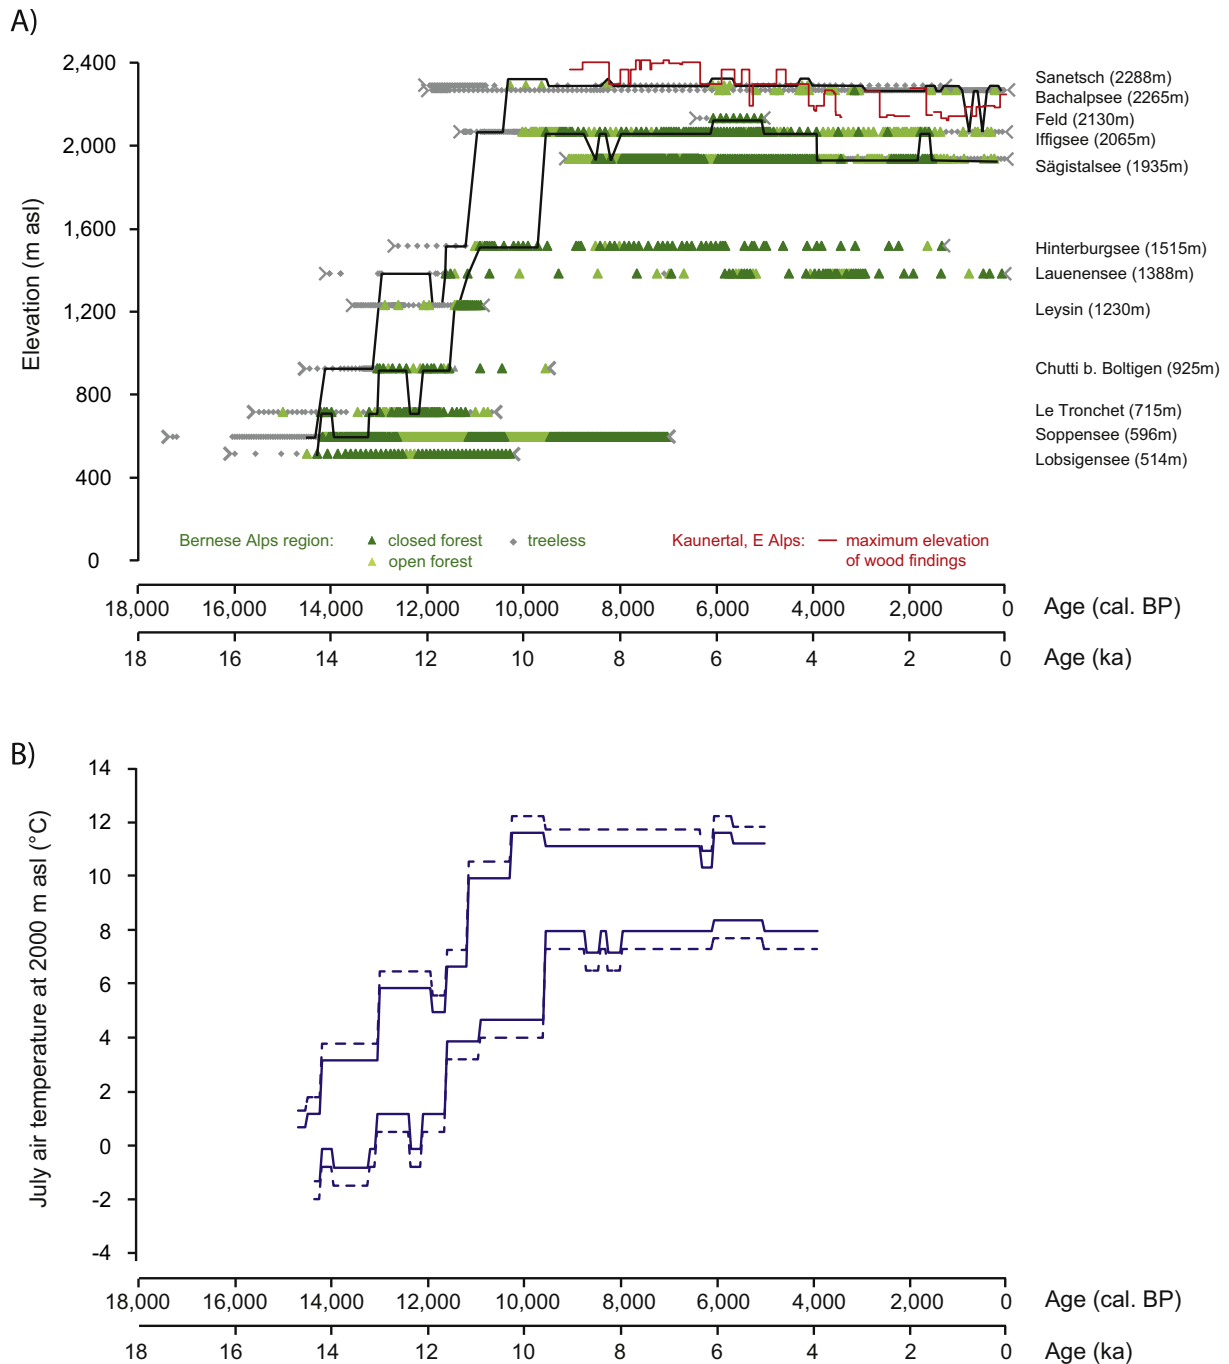 A)
2,400
2,000
1,600
1,200
800
400
0
Elevation (m asl)
Sanetsch (2288m)
Bachalpsee (2265m)
Feld (2130m)
Iffigsee (2065m)
Sägistalsee (1935m)
Hinterburgsee (1515m)
Lauenensee (1388m)
Leysin (1230m)
Chutti b. Boltigen (925m)
Le Tronchet (715m)
Soppensee (596m)
Lobsigensee (514m)
Bernese Alps region: closed forest treeless
open forest
Kaunertal, E Alps: maximum elevation
of wood findings
18,000 16,000 14,000 12,000 10,000 8,000 6,000 4,000 2,000 0 Age (cal. BP)
18 16 14 12 10 8 6 4 2 0 Age (ka)
B)
14
12
10
8
6
4
2
0
-2
-4
July air temperature at 2000 m asl (°C)
18,000 16,000 14,000 12,000 10,000 8,000 6,000 4,000 2,000 0 Age (cal. BP)
18 16 14 12 10 8 6 4 2 0 Age (ka)